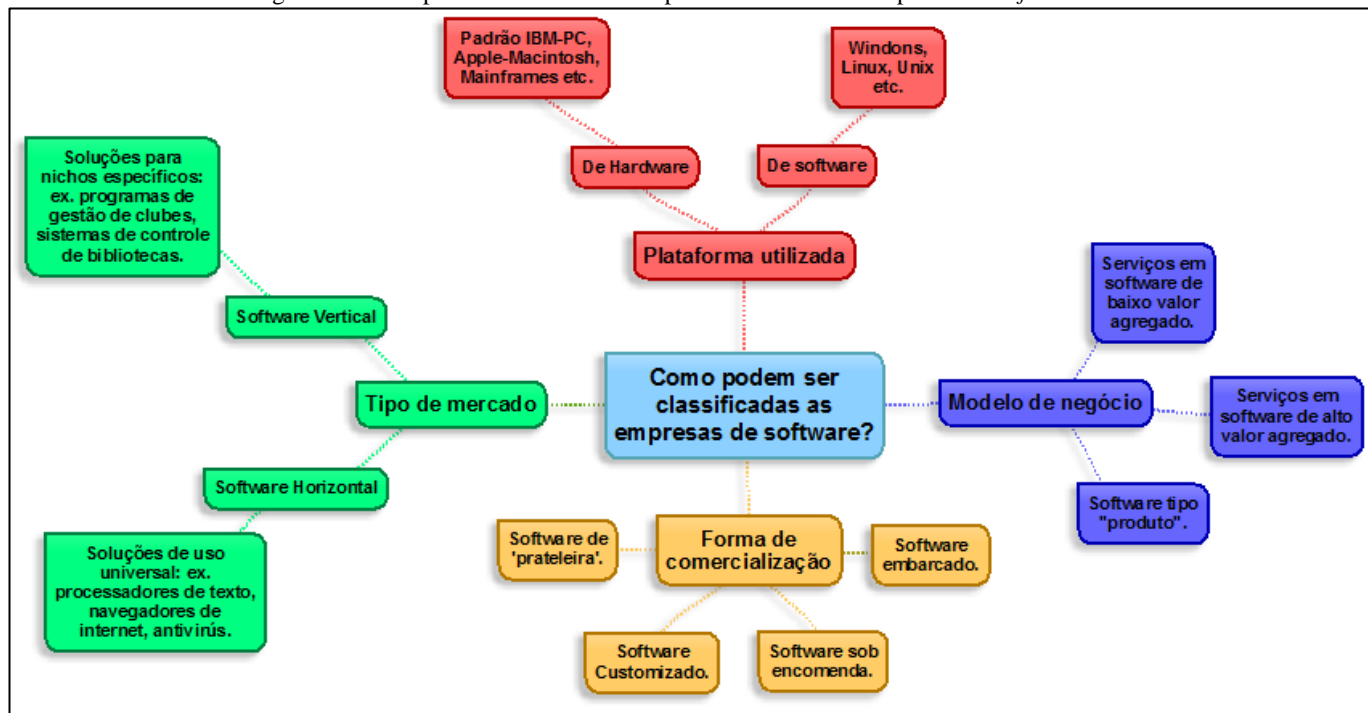 Padrão IBM-PC,
Apple-Macintosh,
Mainframes etc.
Windons,
Linux, Unix
etc.
De Hardware
De software
Plataforma utilizada
Soluções para
nichos específicos:
ex. programas de
gestão de clubes,
sistemas de controle
de bibliotecas.
Software Vertical
Tipo de mercado
Software Horizontal
Soluções de uso
universal: ex.
processadores de texto,
navegadores de
internet, antivirús.
Como podem ser
classificadas as
empresas de software?
Serviços em
software de
baixo valor
agregado.
Modelo de negócio
Serviços em
software de alto
valor agregado.
Software tipo
"produto".
Forma de
comercialização
Software de
'prateleira'.
Software
embarcado.
Software
Customizado.
Software sob
encomenda.